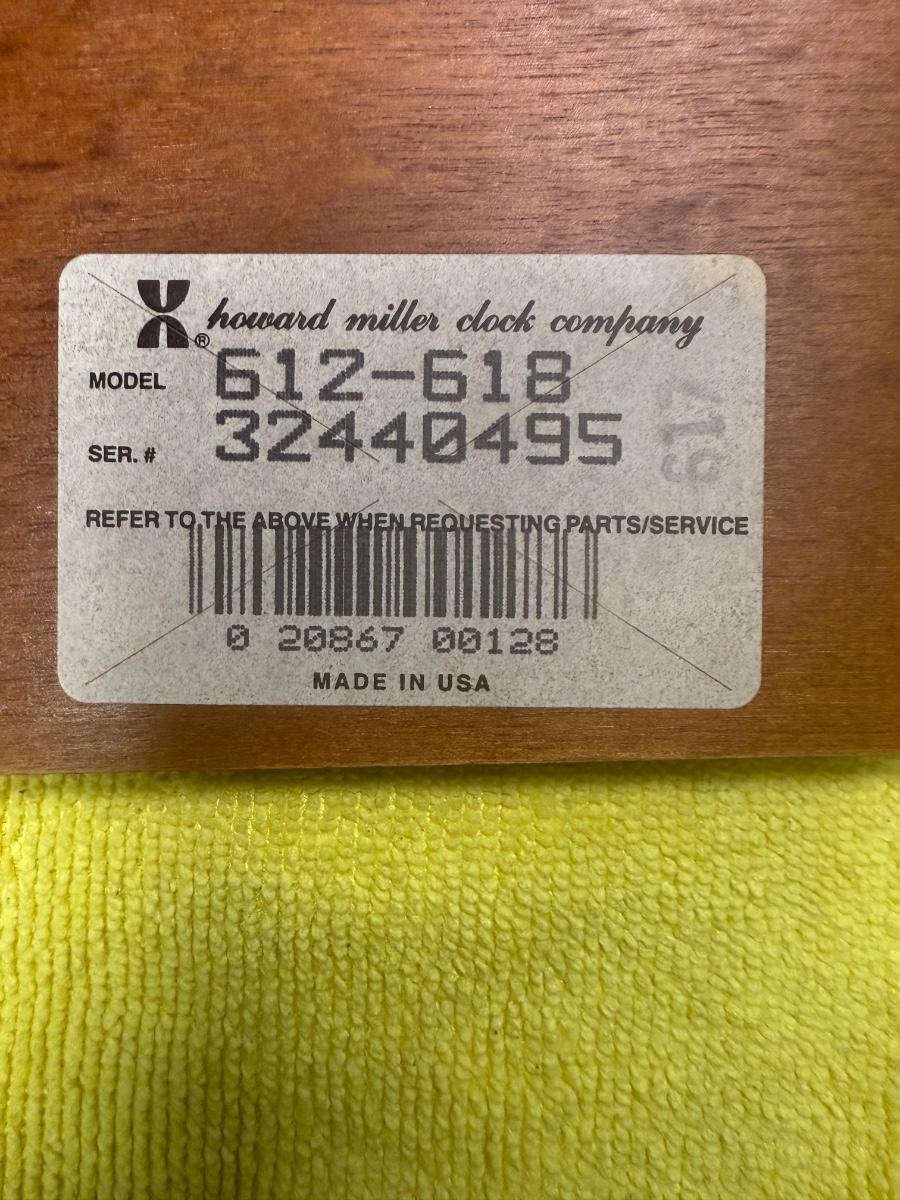 howard miller clock company
®
MODEL 612-618
SER. # 32440495
617
REFER TO THE ABOVE WHEN REQUESTING PARTS/SERVICE
0 20867 00128
MADE IN USA